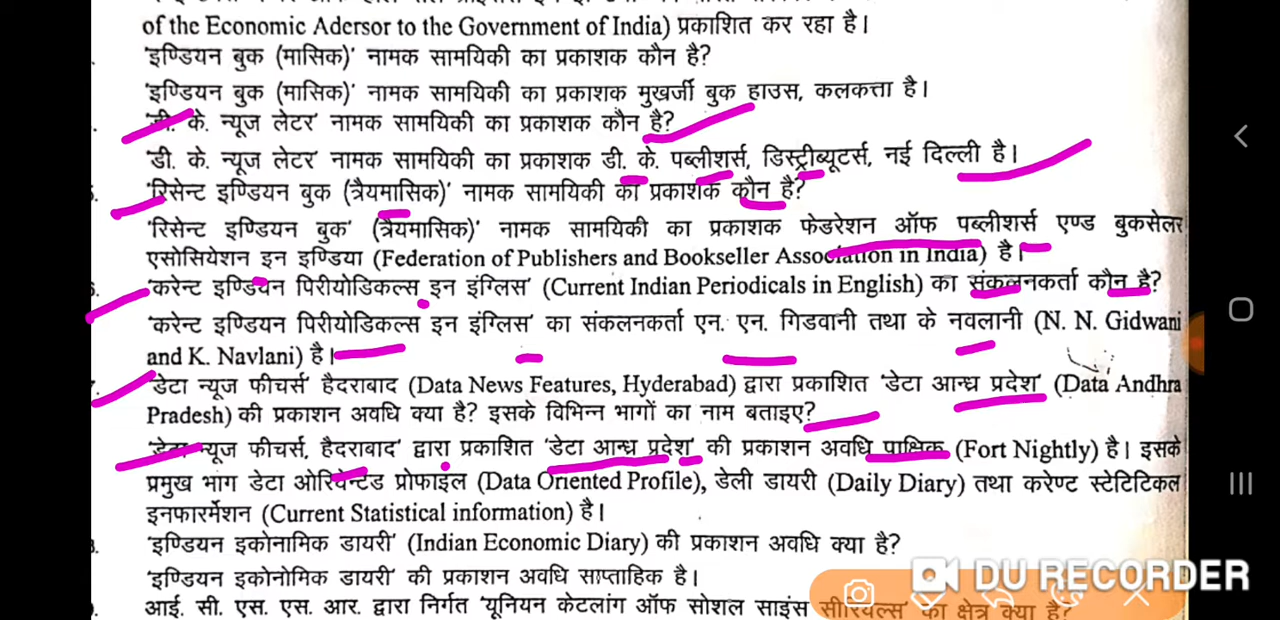 of the Economic Adersor to the Government of India) प्रकाशित कर रहा है।
'इण्डियन बुक (मासिक)' नामक सामयिकी का प्रकाशक कौन है?
'इण्डियन बुक (मासिक)' नामक सामयिकी का प्रकाशक मुखर्जी बुक हाउस, कलकत्ता है।
'डी. के. न्यूज लेटर' नामक सामयिकी का प्रकाशक कौन है?
'डी. के. न्यूज लेटर' नामक सामयिकी का प्रकाशक डी. के. पब्लीशर्स, डिस्ट्रीब्यूटर्स, नई दिल्ली है।
5. 'रिसेन्ट इण्डियन बुक (त्रैयमासिक)' नामक सामयिकी का प्रकाशक कौन है?
'रिसेन्ट इण्डियन बुक' (त्रैयमासिक)' नामक सामयिकी का प्रकाशक फेडरेशन ऑफ पब्लीशर्स एण्ड बुकसेलर
एसोसियेशन इन इण्डिया (Federation of Publishers and Bookseller Association in India) है।
6. 'करेन्ट इण्डियन पिरीयोडिकल्स इन इंग्लिस' (Current Indian Periodicals in English) का संकलनकर्ता कौन है?
'करेन्ट इण्डियन पिरीयोडिकल्स इन इंग्लिस' का संकलनकर्ता एन. एन. गिडवानी तथा के नवलानी (N. N. Gidwani
and K. Navlani) है।
7. 'डेटा न्यूज फीचर्स' हैदराबाद (Data News Features, Hyderabad) द्वारा प्रकाशित 'डेटा आन्ध्र प्रदेश' (Data Andhra
Pradesh) की प्रकाशन अवधि क्या है? इसके विभिन्न भागों का नाम बताइए?
'डेटा न्यूज फीचर्स, हैदराबाद' द्वारा प्रकाशित 'डेटा आन्ध्र प्रदेश' की प्रकाशन अवधि पाक्षिक (Fort Nightly) है। इसके
प्रमुख भाग डेटा ओरियेन्टेड प्रोफाइल (Data Oriented Profile), डेली डायरी (Daily Diary) तथा करेण्ट स्टेटिटिकल
इनफारर्मेशन (Current Statistical information) है।
8. 'इण्डियन इकोनामिक डायरी' (Indian Economic Diary) की प्रकाशन अवधि क्या है?
'इण्डियन इकोनोमिक डायरी' की प्रकाशन अवधि साप्ताहिक है।
DU RECORDER
आई. सी. एस. एस. आर. द्वारा निर्गत 'यूनियन केटलांग ऑफ सोशल साइंस सीरियल्स' का क्षेत्र क्या है?